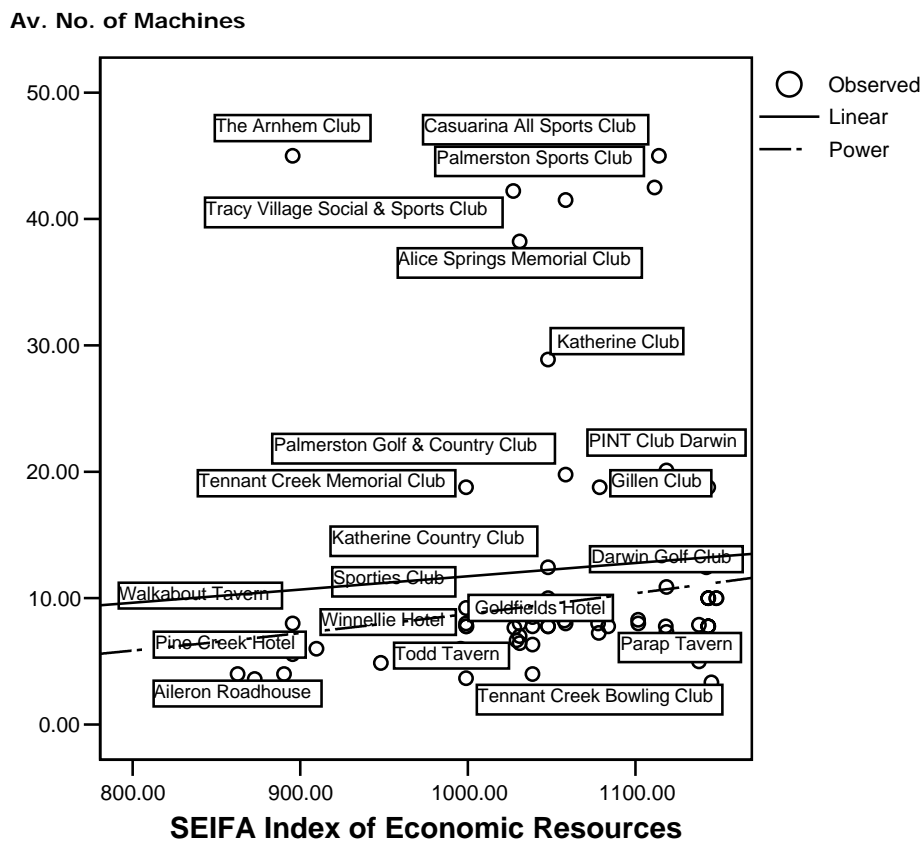 Av. No. of Machines
50.00
40.00
30.00
20.00
10.00
0.00
Observed
Linear
Power
The Arnhem Club
Casuarina All Sports Club
Palmerston Sports Club
Tracy Village Social & Sports Club
Alice Springs Memorial Club
Katherine Club
Palmerston Golf & Country Club
PINT Club Darwin
Tennant Creek Memorial Club
Gillen Club
Katherine Country Club
Darwin Golf Club
Sporties Club
Walkabout Tavern
Goldfields Hotel
Winnellie Hotel
Pine Creek Hotel
Parap Tavern
Todd Tavern
Aileron Roadhouse
Tennant Creek Bowling Club
800.00 900.00 1000.00 1100.00
SEIFA Index of Economic Resources